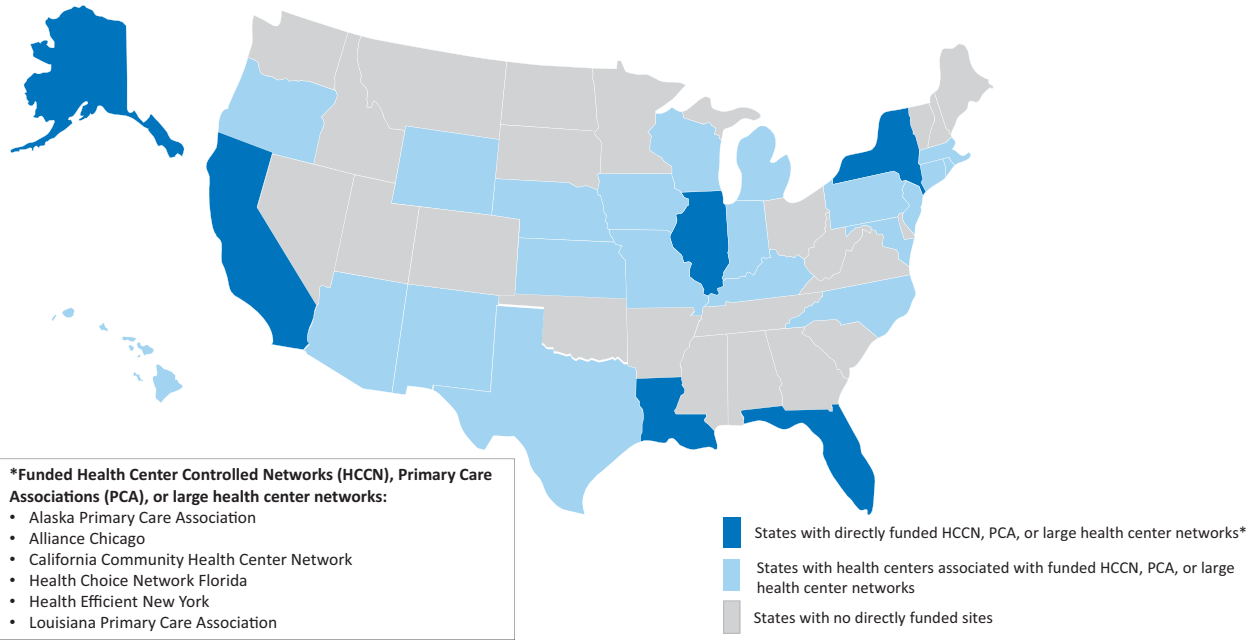 *Funded Health Center Controlled Networks (HCCN), Primary Care
Associations (PCA), or large health center networks:
• Alaska Primary Care Association
• Alliance Chicago
• California Community Health Center Network
• Health Choice Network Florida
• Health Efficient New York
• Louisiana Primary Care Association
States with directly funded HCCN, PCA, or large health center networks*
States with health centers associated with funded HCCN, PCA, or large
health center networks
States with no directly funded sites